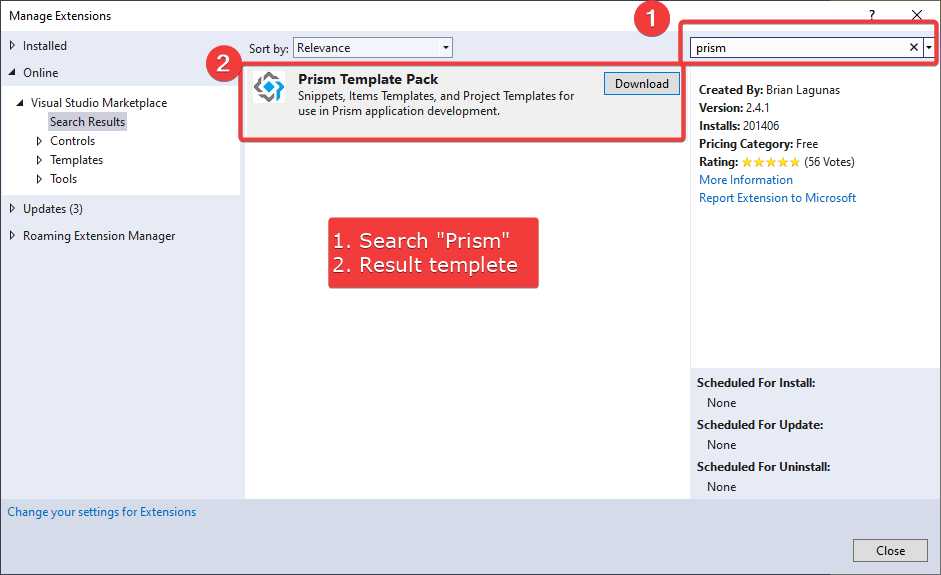 Manage Extensions
?
1
Installed
Online
Visual Studio Marketplace
Search Results
Controls
Templates
Tools
Updates (3)
Roaming Extension Manager
Sort by: Relevance
prism
2
Prism Template Pack
Download
Snippets, Items Templates, and Project Templates for
use in Prism application development.
1. Search "Prism"
2. Result templete
Created By: Brian Lagunas
Version: 2.4.1
Installs: 201406
Pricing Category: Free
Rating: (56 Votes)
More Information
Report Extension to Microsoft
Scheduled For Install:
None
Scheduled For Update:
None
Scheduled For Uninstall:
None
Change your settings for Extensions
Close